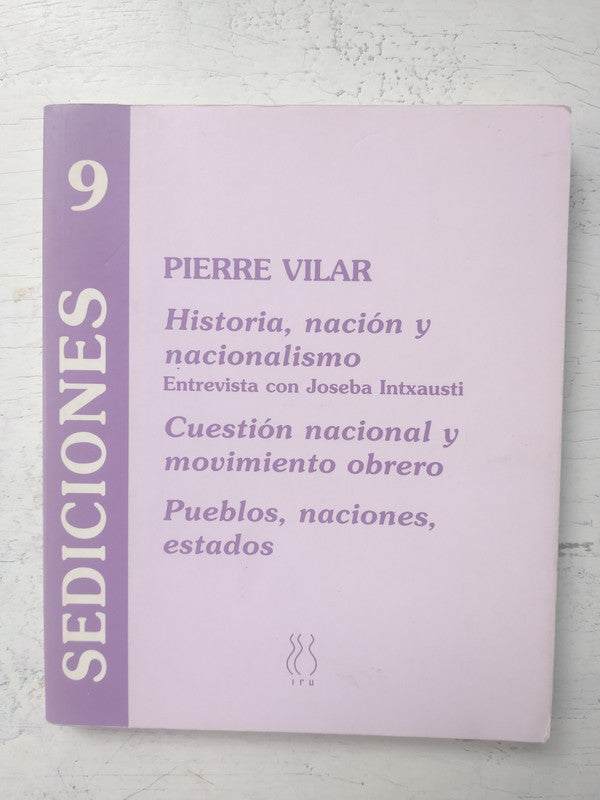 9
SEDICIONES
PIERRE VILAR
Historia, nación y
nacionalismo
Entrevista con Joseba Intxausti
Cuestión nacional y
movimiento obrero
Pueblos, naciones,
estados
iru